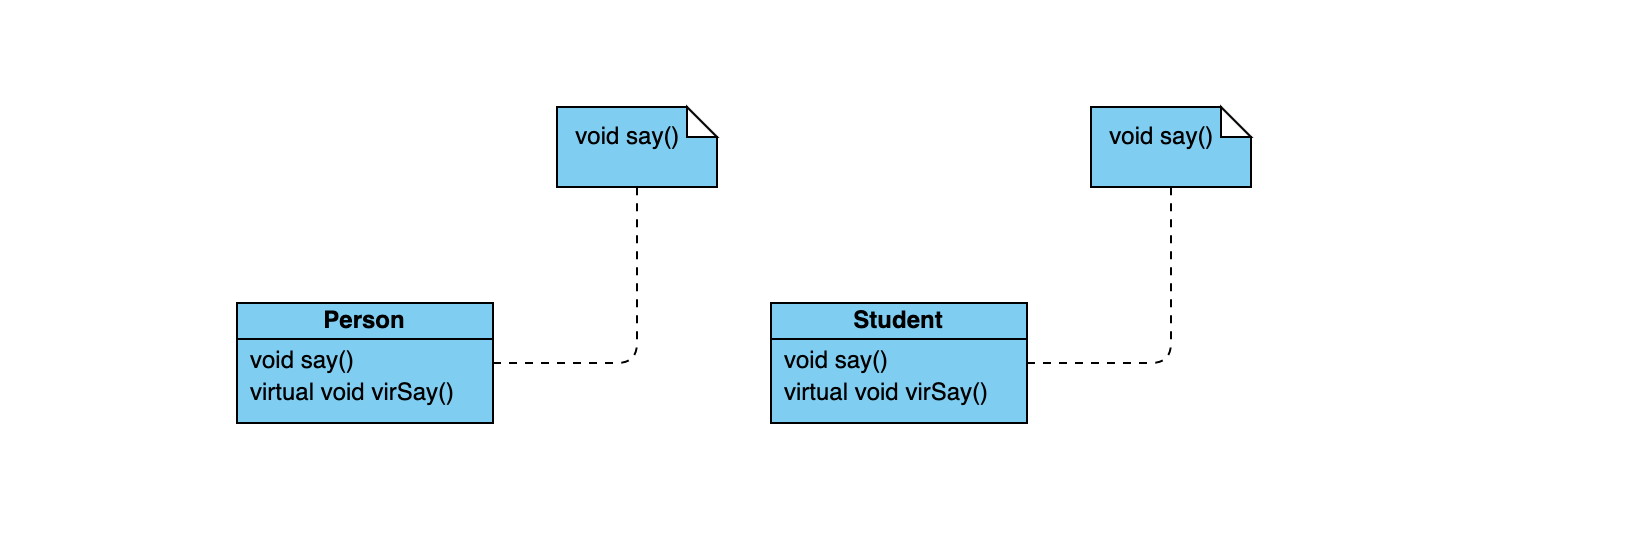 void say()
void say()
Person
void say()
virtual void virSay()
Student
void say()
virtual void virSay()